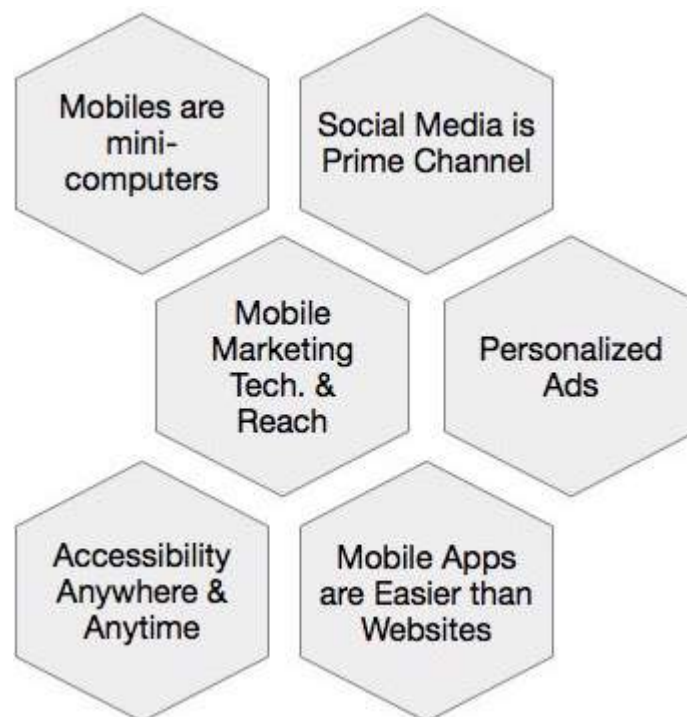 Mobiles are
mini-
computers
Social Media is
Prime Channel
Mobile
Marketing
Tech. &
Reach
Personalized
Ads
Accessibility
Anywhere &
Anytime
Mobile Apps
are Easier than
Websites